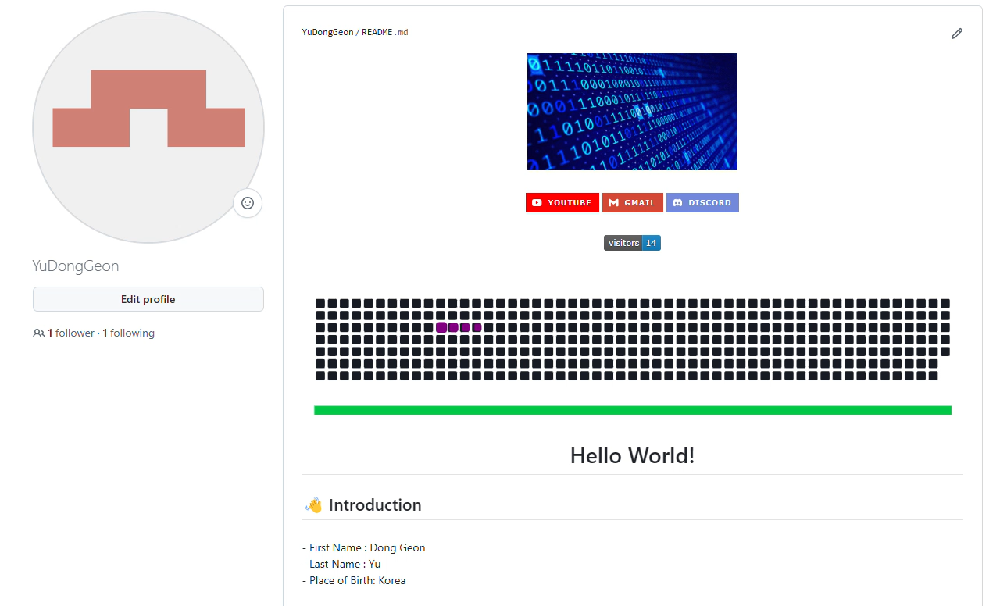 YuDongGeon / README.md
YOUTUBE GMAIL DISCORD
visitors 14
YuDongGeon
Edit profile
1 follower · 1 following
Hello World!
👋 Introduction
- First Name : Dong Geon
- Last Name : Yu
- Place of Birth: Korea